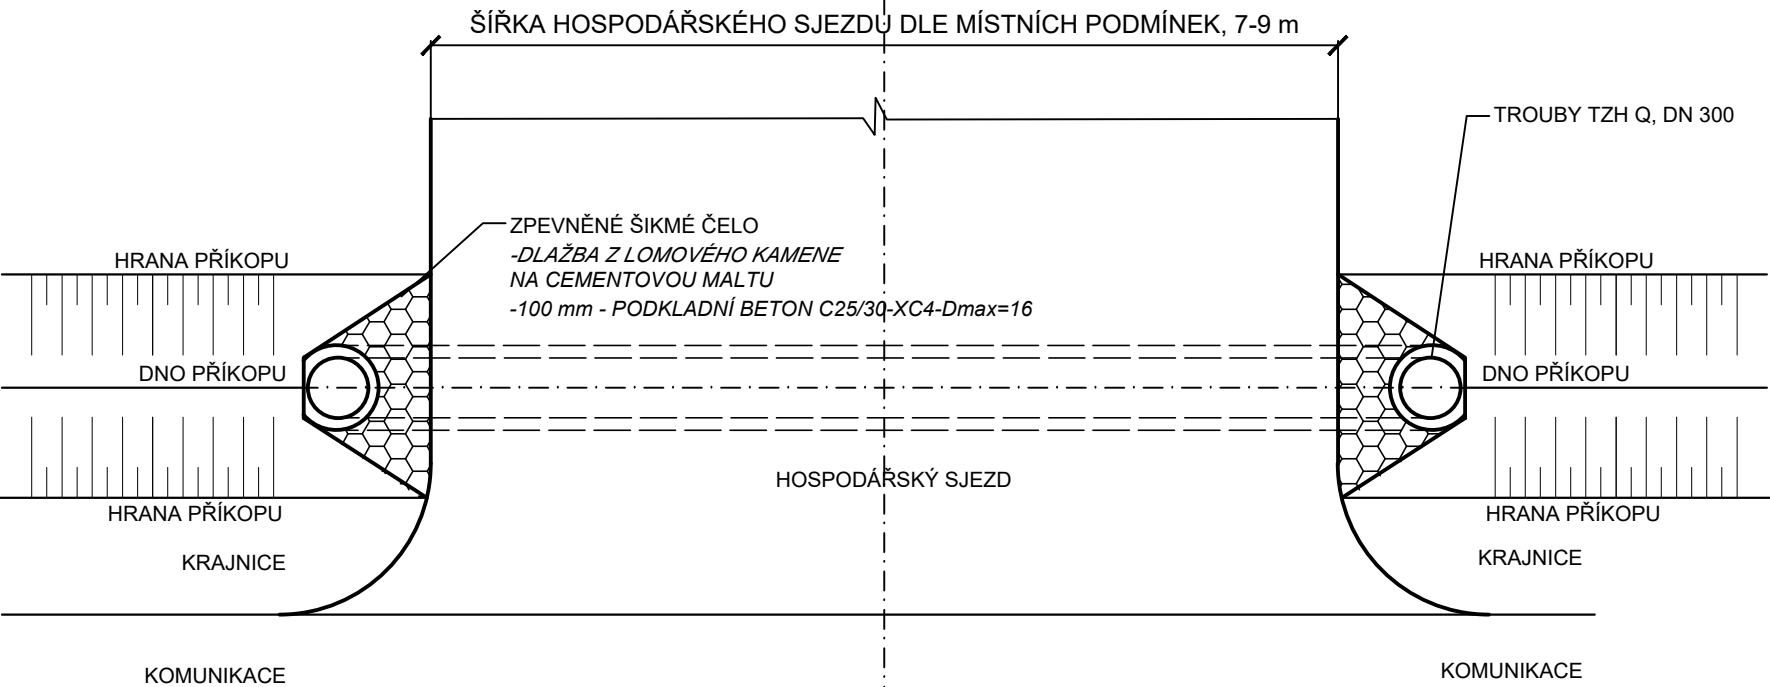 ŠÍŘKA HOSPODÁŘSKÉHO SJEZDU DLE MÍSTNÍCH PODMÍNEK, 7-9 m
TROUBY TZH Q, DN 300
ZPEVNĚNÉ ŠIKMÉ ČELO
-DLAŽBA Z LOMOVÉHO KAMENE
NA CEMENTOVOU MALTU
-100 mm - PODKLADNÍ BETON C25/30-XC4-Dmax=16
HRANA PŘÍKOPU
HRANA PŘÍKOPU
DNO PŘÍKOPU
DNO PŘÍKOPU
HOSPODÁŘSKÝ SJEZD
HRANA PŘÍKOPU
HRANA PŘÍKOPU
KRAJNICE
KRAJNICE
KOMUNIKACE
KOMUNIKACE